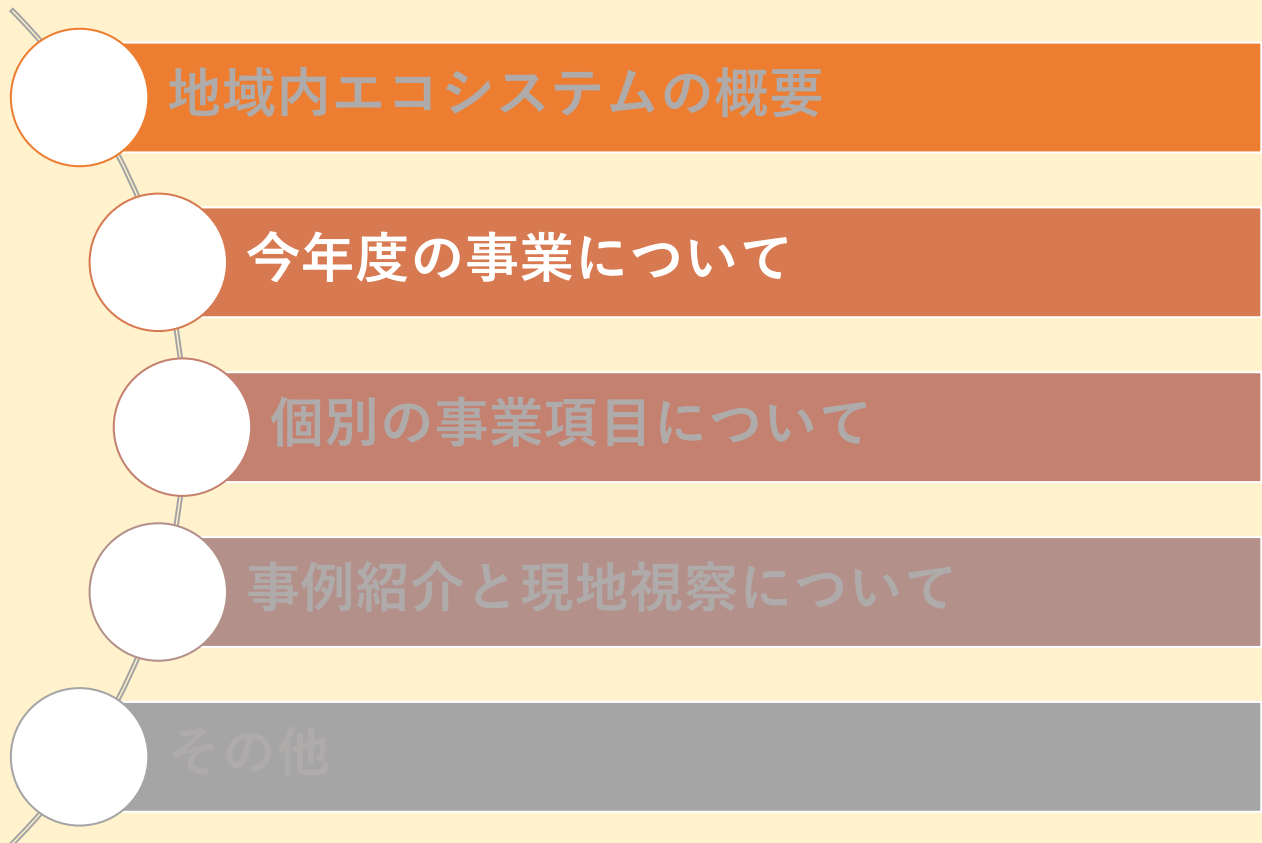 地域内エコシステムの概要
今年度の事業について
個別の事業項目について
事例紹介と現地視察について
その他